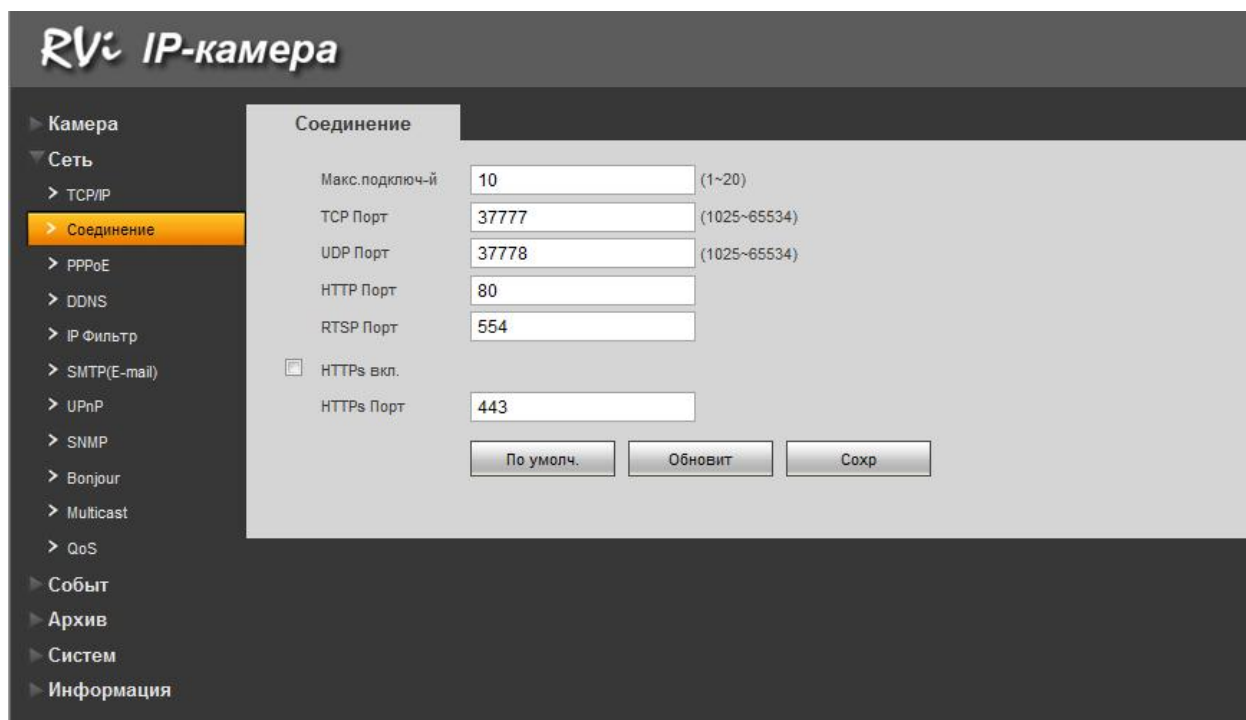 RVi IP-камера
Камера
Сеть
TCP/IP
Соединение
PPPoE
DDNS
IP Фильтр
SMTP(E-mail)
UPnP
SNMP
Bonjour
Multicast
QoS
Событ
Архив
Систем
Информация
Соединение
Макс.подключ-й 10 (1~20)
TCP Порт 37777 (1025~65534)
UDP Порт 37778 (1025~65534)
HTTP Порт 80
RTSP Порт 554
HTTPs вкл.
HTTPs Порт 443
По умолч. Обновит Сохр